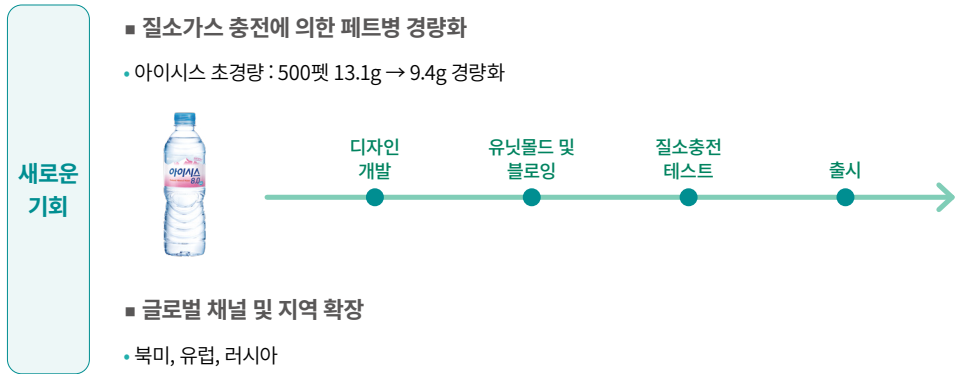 새로운
기회
■ 질소가스 충전에 의한 페트병 경량화
• 아이시스 초경량 : 500펫 13.1g → 9.4g 경량화
아이시스
8.0
디자인
개발
유닛몰드 및
블로잉
질소충전
테스트
출시
■ 글로벌 채널 및 지역 확장
• 북미, 유럽, 러시아